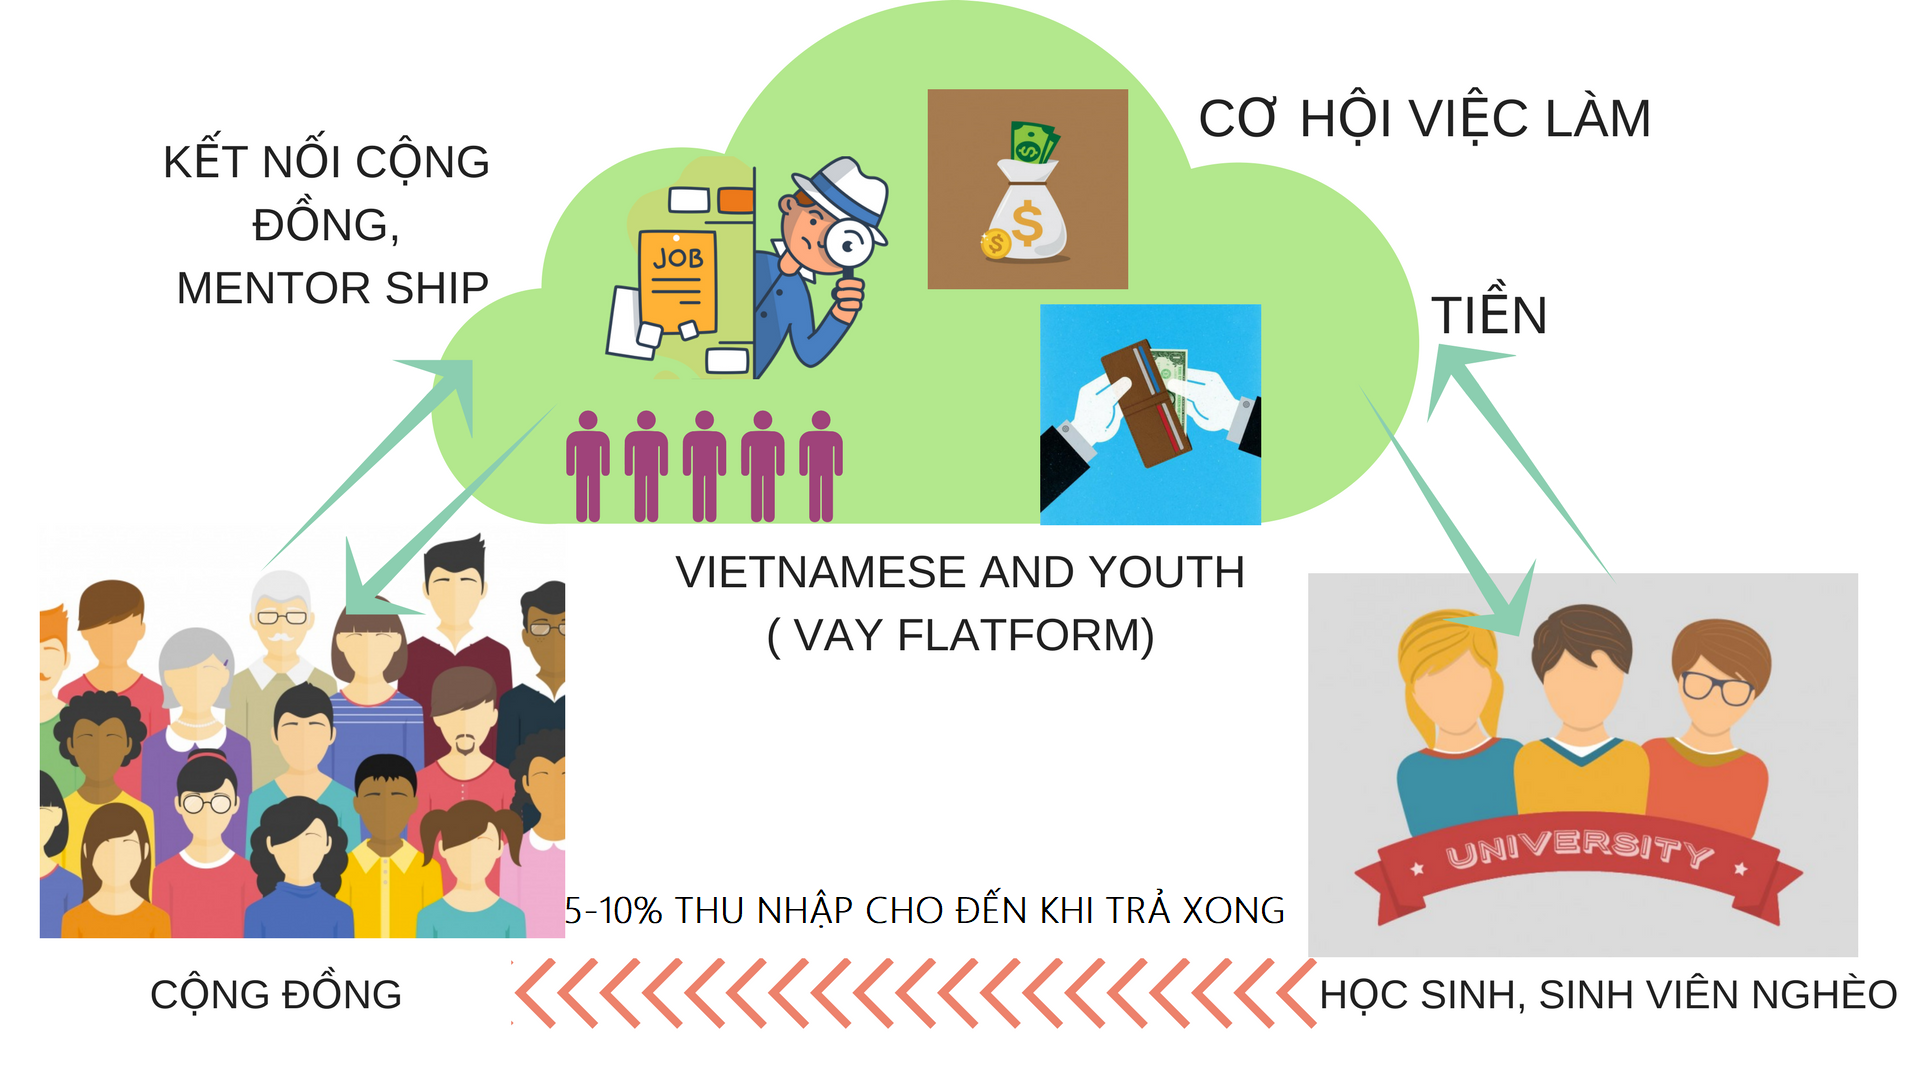 CƠ HỘI VIỆC LÀM
KẾT NỐI CỘNG
ĐỒNG,
MENTOR SHIP
JOB
$
$
TIỀN
VIETNAMESE AND YOUTH
( VAY FLATFORM)
UNIVERSITY
5-10% THU NHẬP CHO ĐẾN KHI TRẢ XONG
CỘNG ĐỒNG
HỌC SINH, SINH VIÊN NGHÈO